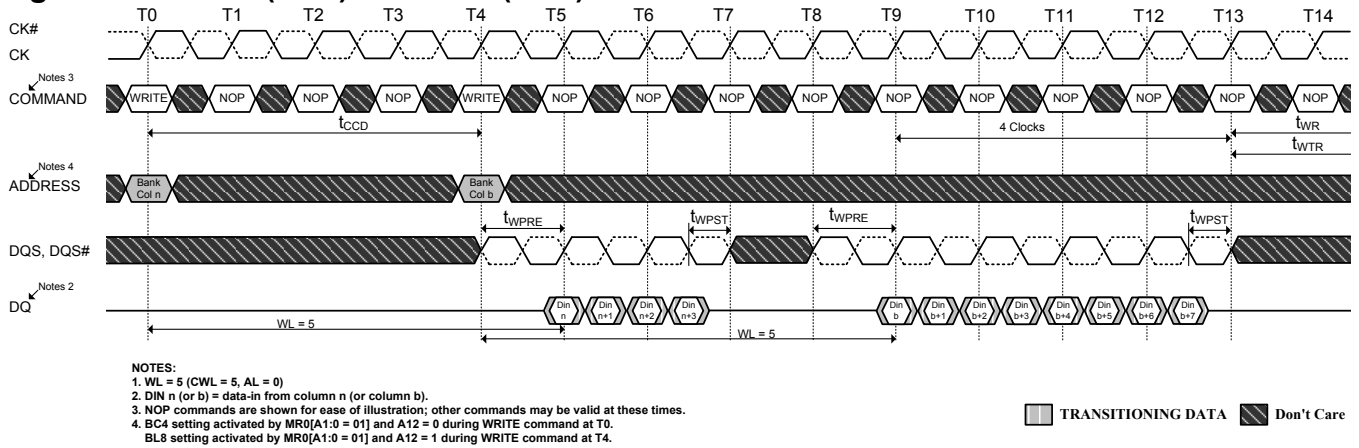 T0 T1 T2 T3 T4 T5 T6 T7 T8 T9 T10 T11 T12 T13 T14
CK#
CK
Notes 3
COMMAND WRITE NOP NOP NOP WRITE NOP NOP NOP NOP NOP NOP NOP NOP NOP NOP
tCCD 4 Clocks tWR
tWTR
Notes 4
ADDRESS
Bank Bank
Col n Col b
tWPRE tWPST tWPRE tWPST
DQS, DQS#
Notes 2
DQ
Din Din Din Din Din Din Din Din Din Din Din Din
n n+1 n+2 n+3 b b+1 b+2 b+3 b+4 b+5 b+6 b+7
WL = 5 WL = 5
NOTES:
1. WL = 5 (CWL = 5, AL = 0)
2. DIN n (or b) = data-in from column n (or column b).
3. NOP commands are shown for ease of illustration; other commands may be valid at these times.
4. BC4 setting activated by MR0[A1:0 = 01] and A12 = 0 during WRITE command at T0.
BL8 setting activated by MR0[A1:0 = 01] and A12 = 1 during WRITE command at T4.
TRANSITIONING DATA Don't Care